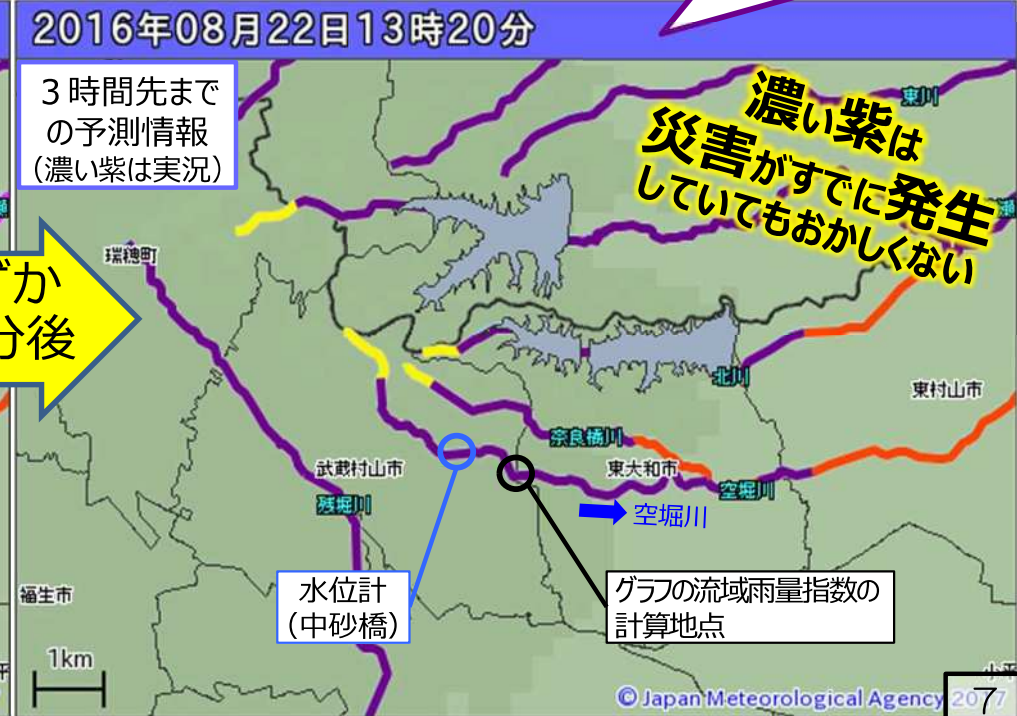 2016年08月22日13時20分
３時間先まで
の予測情報
（濃い紫は実況）
濃い紫は
災害がすでに発生
していてもおかしくない
東川
瑞穂町
ずか
分後
北川
東村山市
奈良橋川
武蔵村山市
東大和市
残堀川
空堀川
空堀川
福生市
水位計
（中砂橋）
グラフの流域雨量指数の
計算地点
1km
© Japan Meteorological Agency 2017
7